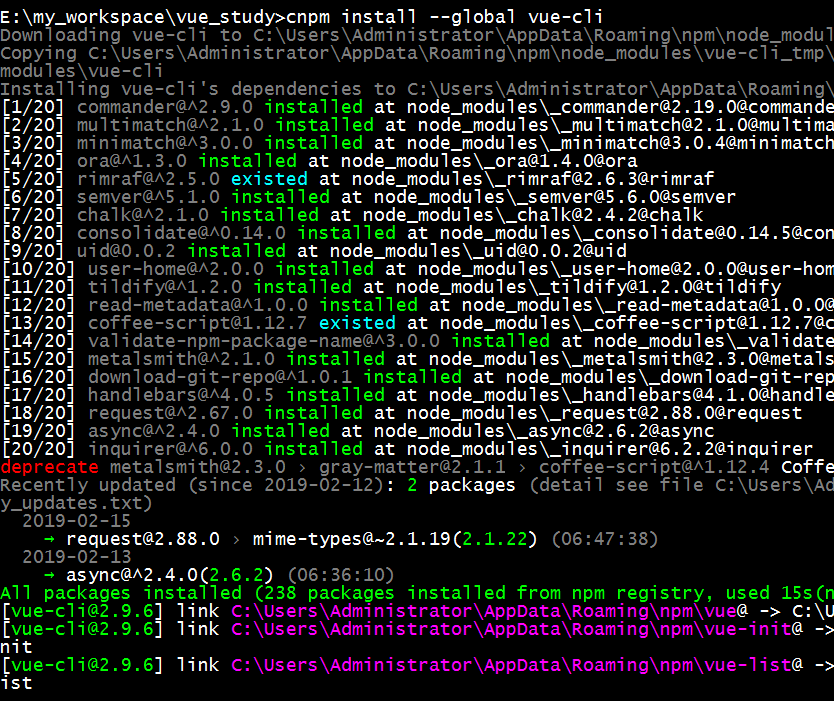 E:\my_workspace\vue_study>cnpm install --global vue-cli
Downloading vue-cli to C:\Users\Administrator\AppData\Roaming\npm\node_modul
Copying C:\Users\Administrator\AppData\Roaming\npm\node_modules\vue-cli_tmp\
modules\vue-cli
Installing vue-cli's dependencies to C:\Users\Administrator\AppData\Roaming\
[1/20] commander@^2.9.0 installed at node_modules\_commander@2.19.0@commande
[2/20] multimatch@^2.1.0 installed at node_modules\_multimatch@2.1.0@multima
[3/20] minimatch@^3.0.0 installed at node_modules\_minimatch@3.0.4@minimatch
[4/20] ora@^1.3.0 installed at node_modules\_ora@1.4.0@ora
[5/20] rimraf@^2.5.0 existed at node_modules\_rimraf@2.6.3@rimraf
[6/20] semver@^5.1.0 installed at node_modules\_semver@5.6.0@semver
[7/20] chalk@^2.1.0 installed at node_modules\_chalk@2.4.2@chalk
[8/20] consolidate@^0.14.0 installed at node_modules\_consolidate@0.14.5@con
[9/20] uid@0.0.2 installed at node_modules\_uid@0.0.2@uid
[10/20] user-home@^2.0.0 installed at node_modules\_user-home@2.0.0@user-hom
[11/20] tildify@^1.2.0 installed at node_modules\_tildify@1.2.0@tildify
[12/20] read-metadata@^1.0.0 installed at node_modules\_read-metadata@1.0.0@
[13/20] coffee-script@1.12.7 existed at node_modules\_coffee-script@1.12.7@c
[14/20] validate-npm-package-name@^3.0.0 installed at node_modules\_validate
[15/20] metalsmith@^2.1.0 installed at node_modules\_metalsmith@2.3.0@metals
[16/20] download-git-repo@^1.0.1 installed at node_modules\_download-git-rep
[17/20] handlebars@^4.0.5 installed at node_modules\_handlebars@4.1.0@handle
[18/20] request@^2.67.0 installed at node_modules\_request@2.88.0@request
[19/20] async@^2.4.0 installed at node_modules\_async@2.6.2@async
[20/20] inquirer@^6.0.0 installed at node_modules\_inquirer@6.2.2@inquirer
deprecate metalsmith@2.3.0 › gray-matter@2.1.1 › coffee-script@^1.12.4 Coffe
Recently updated (since 2019-02-12): 2 packages (detail see file C:\Users\Ad
y_updates.txt)
2019-02-15
→ request@2.88.0 › mime-types@~2.1.19(2.1.22) (06:47:38)
2019-02-13
→ async@^2.4.0(2.6.2) (06:36:10)
All packages installed (238 packages installed from npm registry, used 15s(n
[vue-cli@2.9.6] link C:\Users\Administrator\AppData\Roaming\npm\vue@ -> C:\U
[vue-cli@2.9.6] link C:\Users\Administrator\AppData\Roaming\npm\vue-init@ ->
nit
[vue-cli@2.9.6] link C:\Users\Administrator\AppData\Roaming\npm\vue-list@ ->
ist